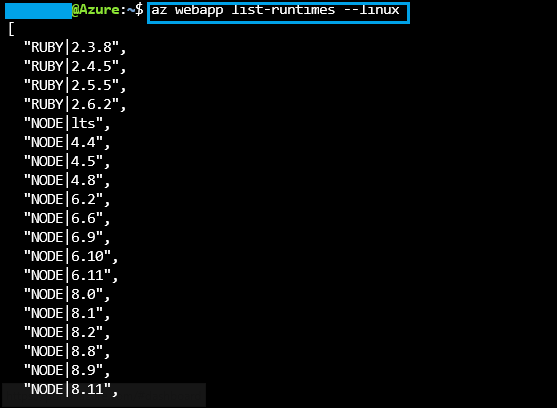 @Azure:~$ az webapp list-runtimes --linux
[
"RUBY|2.3.8",
"RUBY|2.4.5",
"RUBY|2.5.5",
"RUBY|2.6.2",
"NODE|lts",
"NODE|4.4",
"NODE|4.5",
"NODE|4.8",
"NODE|6.2",
"NODE|6.6",
"NODE|6.9",
"NODE|6.10",
"NODE|6.11",
"NODE|8.0",
"NODE|8.1",
"NODE|8.2",
"NODE|8.8",
"NODE|8.9",
"NODE|8.11",